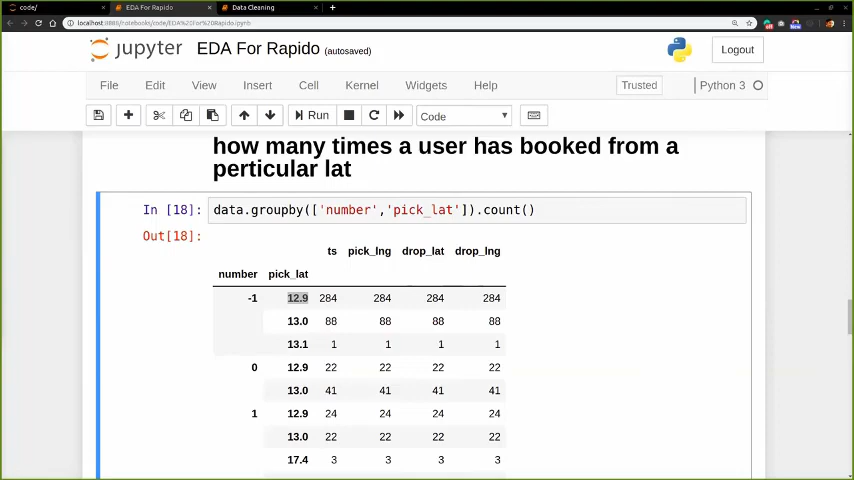 code/ EDA For Rapido Data Cleaning
localhost:8885/notebooks/code/EDA%20For%20Rapido.ipynb
jupyter EDA For Rapido (autosaved) Logout
File Edit View Insert Cell Kernel Widgets Help Trusted Python 3
Run Code
how many times a user has booked from a
perticular lat
In [18]: data.groupby(['number','pick_lat']).count()
Out[18]:
ts pick_lng drop_lat drop_lng
number pick_lat
-1 12.9 284 284 284 284
13.0 88 88 88 88
13.1 1 1 1 1
0 12.9 22 22 22 22
13.0 41 41 41 41
1 12.9 24 24 24 24
13.0 22 22 22 22
17.4 3 3 3 3